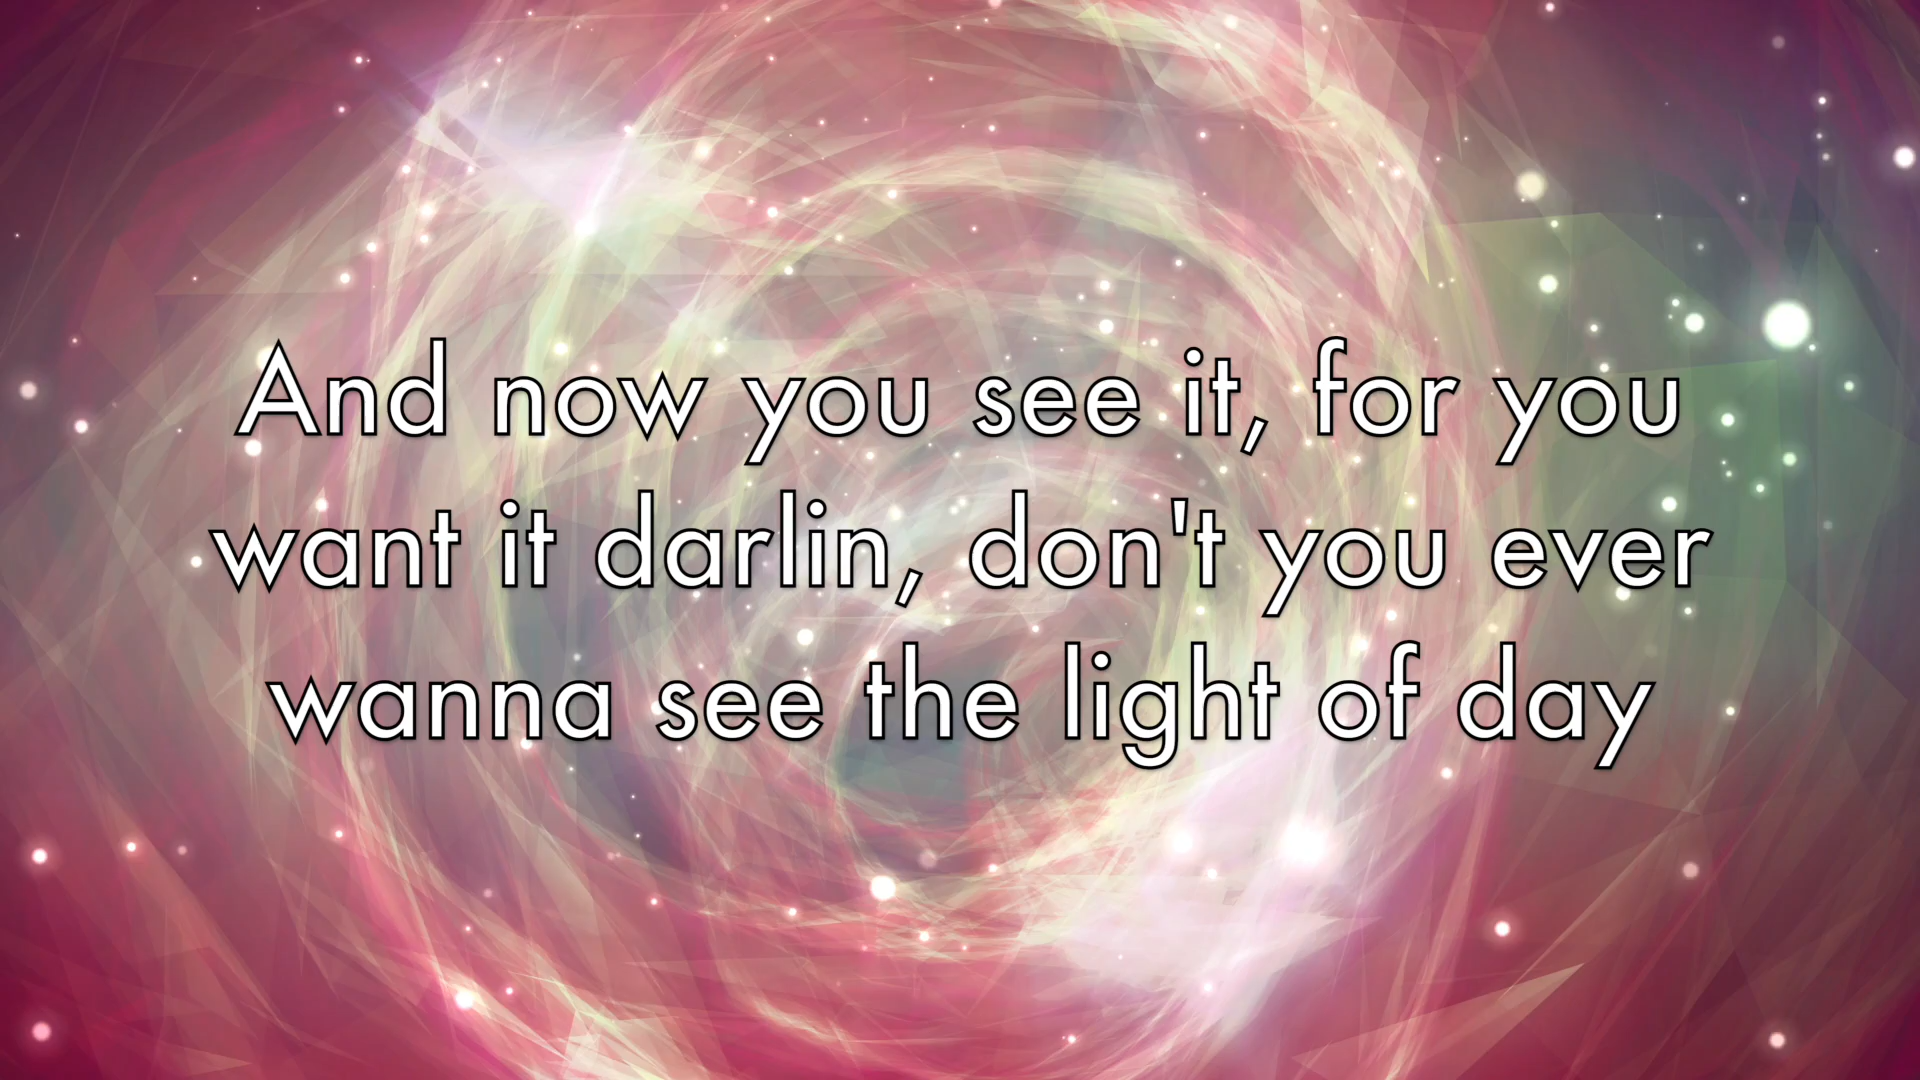 And now you see it, for you
want it darlin, don't you ever
wanna see the light of day